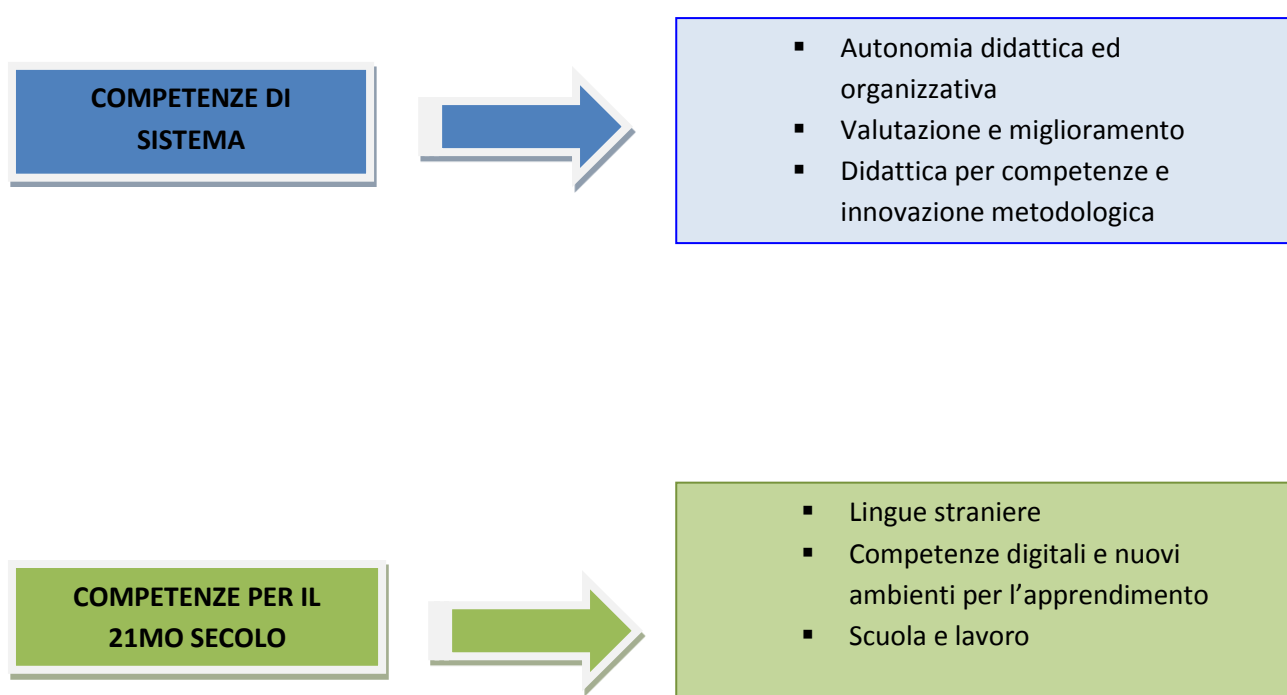 COMPETENZE DI
SISTEMA
▪ Autonomia didattica ed
organizzativa
▪ Valutazione e miglioramento
▪ Didattica per competenze e
innovazione metodologica
COMPETENZE PER IL
21MO SECOLO
▪ Lingue straniere
▪ Competenze digitali e nuovi
ambienti per l’apprendimento
▪ Scuola e lavoro